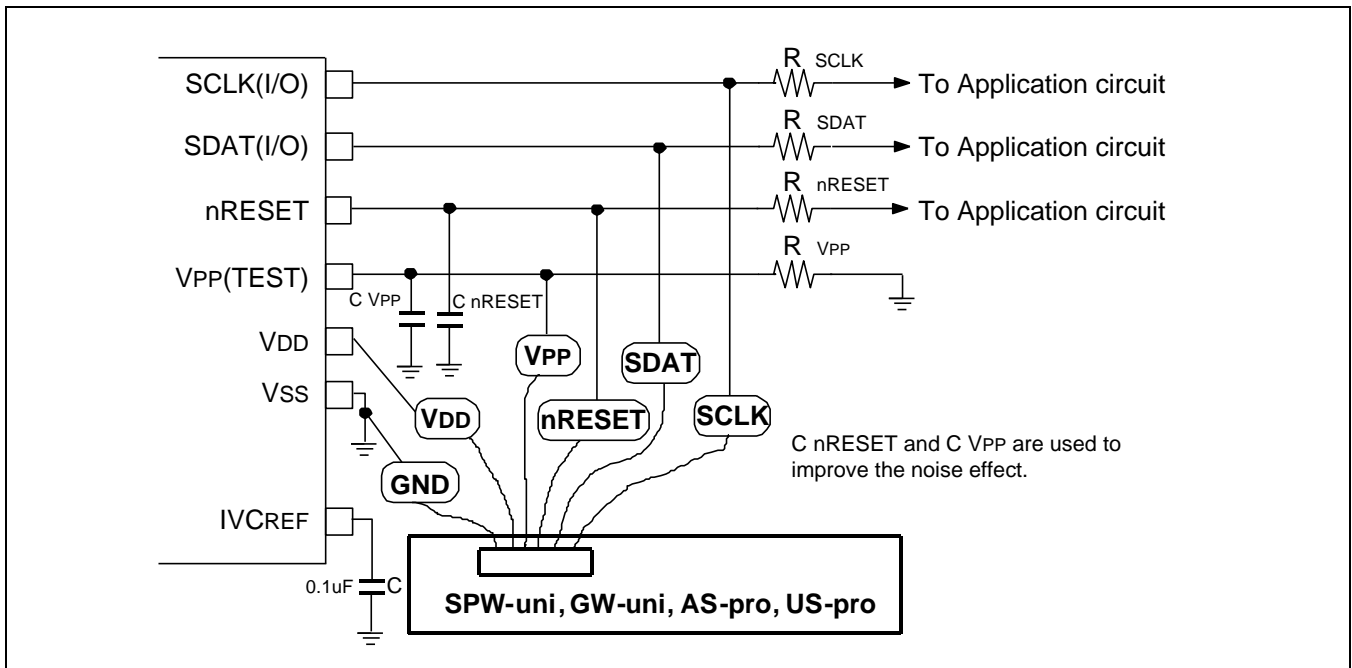 SCLK(I/O)
R SCLK
To Application circuit
SDAT(I/O)
R SDAT
To Application circuit
nRESET
R nRESET
To Application circuit
VPP(TEST)
R VPP
C VPP
C nRESET
VDD
VSS
VPP
SDAT
VDD
nRESET
SCLK
GND
C nRESET and C VPP are used to
improve the noise effect.
IVCREF
0.1uF C
SPW-uni, GW-uni, AS-pro, US-pro